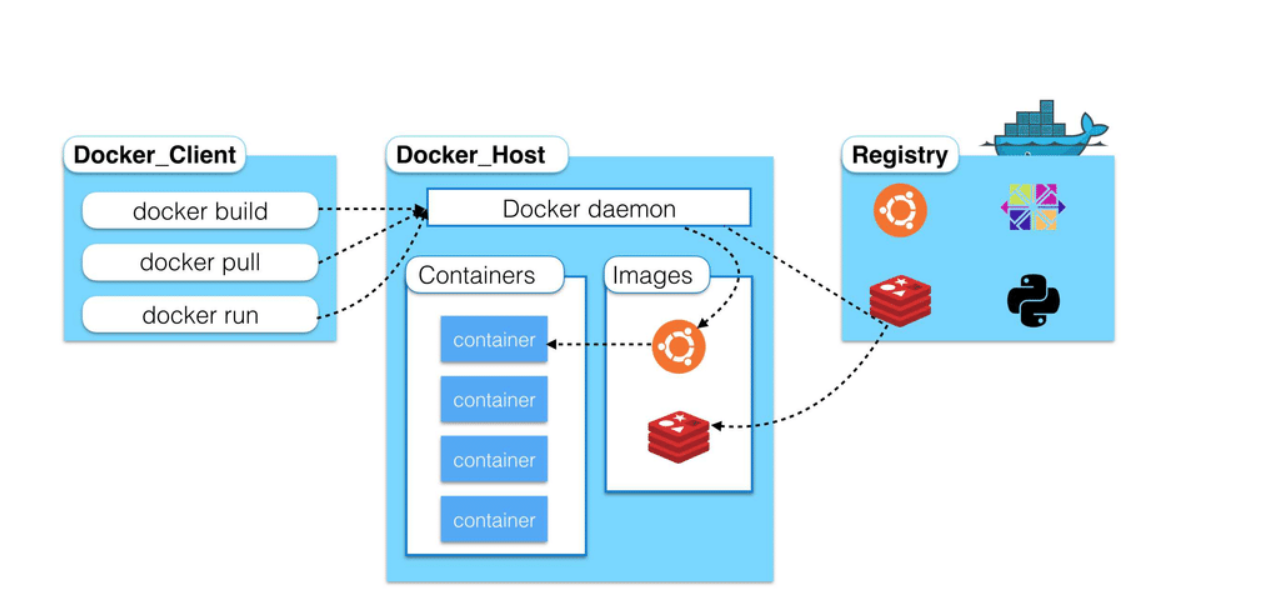 Docker_Client
docker build
docker pull
docker run
Docker_Host
Docker daemon
Containers
container
container
container
container
Images
Registry